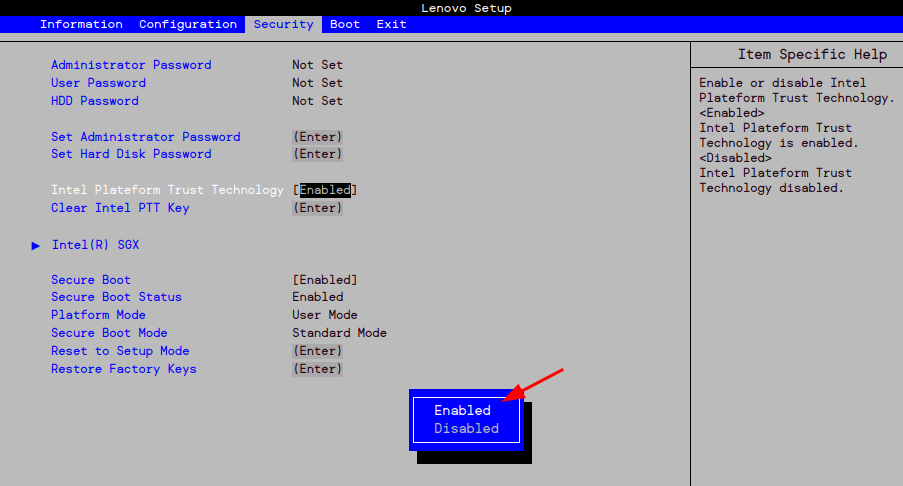 Lenovo Setup
Information Configuration Security Boot Exit
Item Specific Help
Administrator Password Not Set
User Password Not Set
HDD Password Not Set
Set Administrator Password (Enter)
Set Hard Disk Password (Enter)
Intel Plateform Trust Technology [Enabled]
Clear Intel PTT Key (Enter)
▶ Intel(R) SGX
Secure Boot [Enabled]
Secure Boot Status Enabled
Platform Mode User Mode
Secure Boot Mode Standard Mode
Reset to Setup Mode (Enter)
Restore Factory Keys (Enter)
Enabled
Disabled
Enable or disable Intel
Plateform Trust Technology.
<Enabled>
Intel Plateform Trust
Technology is enabled.
<Disabled>
Intel Plateform Trust
Technology disabled.